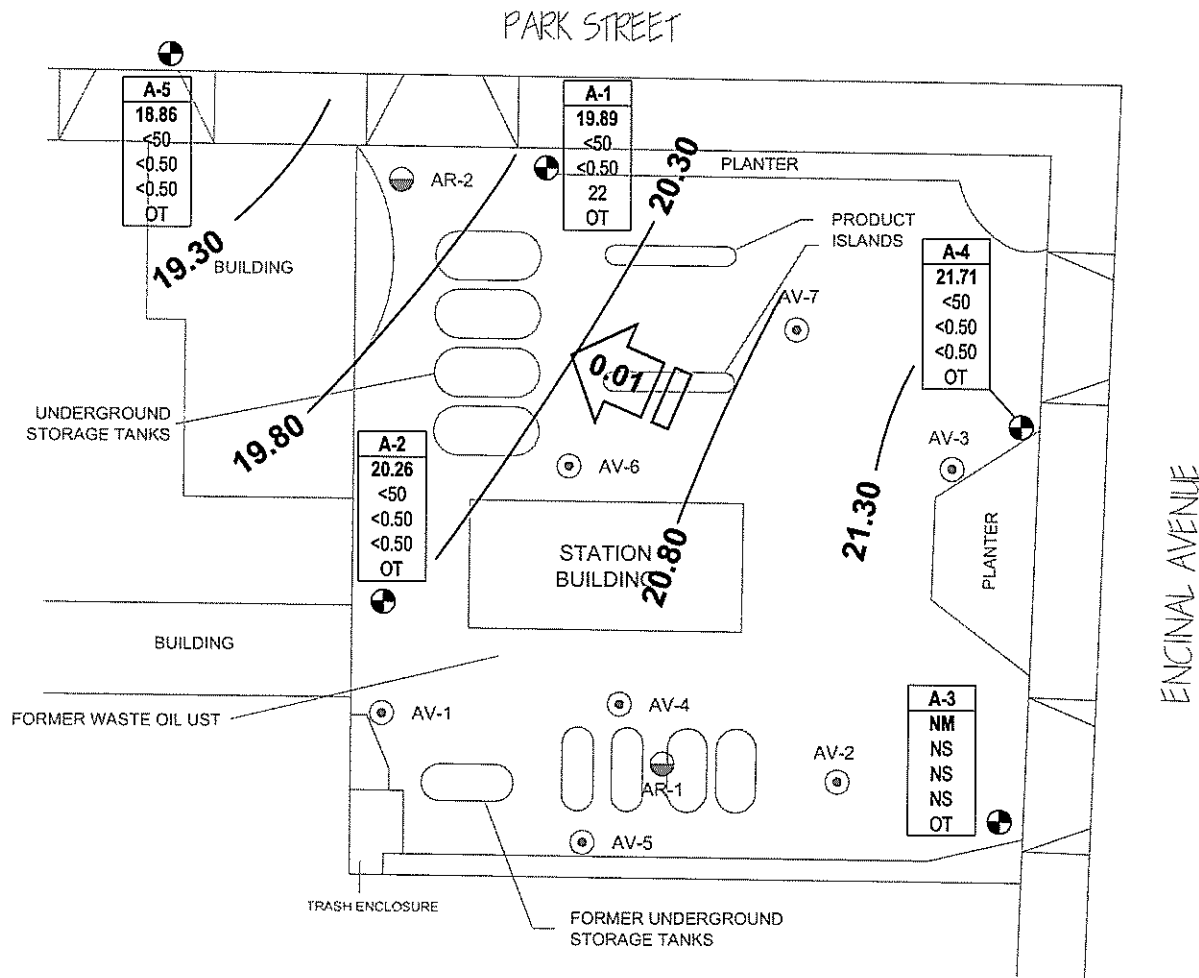 PARK STREET
A-5
18.86
<50
<0.50
<0.50
OT
A-1
19.89
<50
<0.50
22
OT
20.30
PLANTER
AR-2
PRODUCT
ISLANDS
19.30
BUILDING
A-4
21.71
<50
<0.50
<0.50
OT
AV-7
0.01
UNDERGROUND
STORAGE TANKS
19.80
A-2
20.26
<50
<0.50
<0.50
OT
AV-6
AV-3
21.30
STATION
BUILDING
20.80
PLANTER
ENCINAL AVENUE
BUILDING
FORMER WASTE OIL UST
AV-1
AV-4
A-3
NM
NS
NS
NS
OT
AV-2
AR-1
AV-5
TRASH ENCLOSURE
FORMER UNDERGROUND
STORAGE TANKS